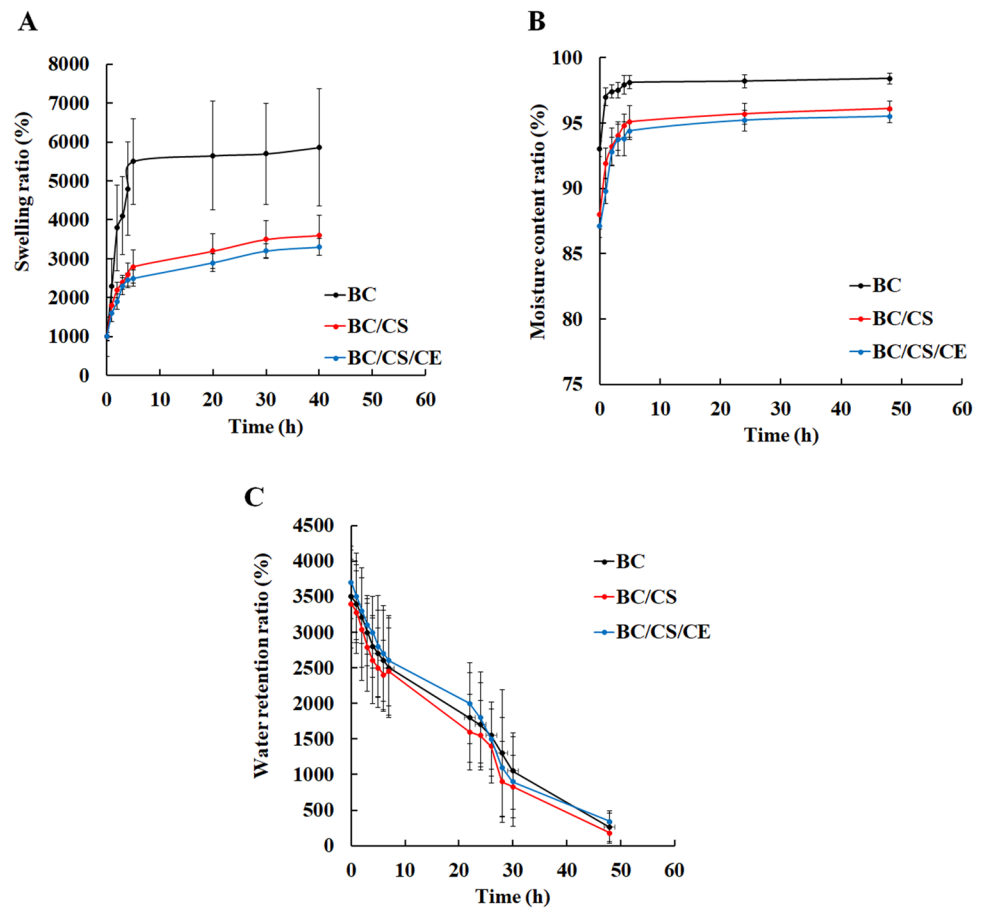 A
Swelling ratio (%)
8000
7000
6000
5000
4000
3000
2000
1000
0
0 10 20 30 40 50 60
Time (h)
BC
BC/CS
BC/CS/CE
B
Moisture content ratio (%)
100
95
90
85
80
75
0 10 20 30 40 50 60
Time (h)
BC
BC/CS
BC/CS/CE
C
Water retention ratio (%)
4500
4000
3500
3000
2500
2000
1500
1000
500
0
0 10 20 30 40 50 60
Time (h)
BC
BC/CS
BC/CS/CE